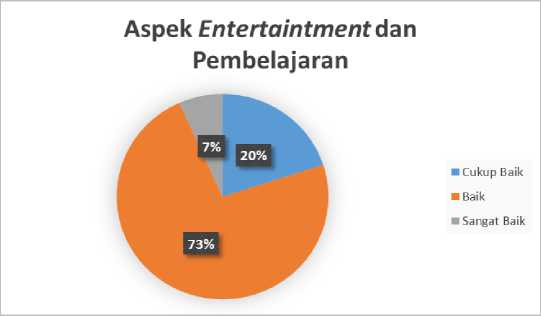 Aspek Entertaintment dan
Pembelajaran
7%
20%
73%
Cukup Baik
Baik
Sangat Baik